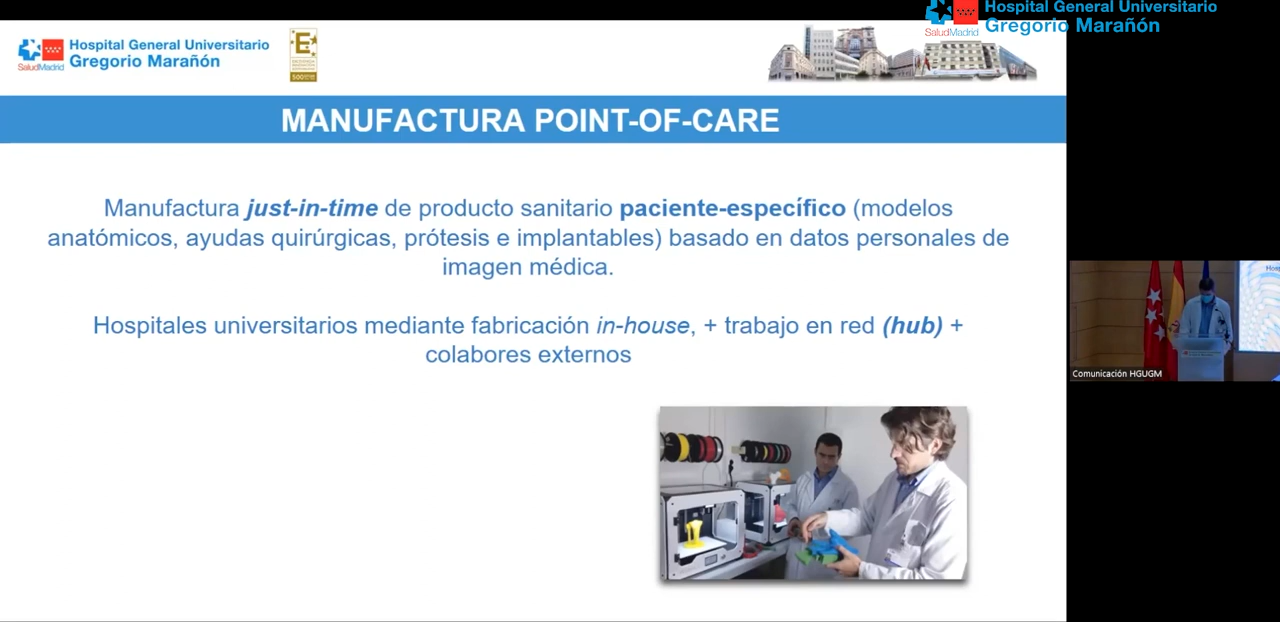 Hospital General Universitario
Gregorio Marañón
SaludMadrid
Hospital General Universitario
Gregorio Marañón
SaludMadrid
E
500
MANUFACTURA POINT-OF-CARE
Manufactura just-in-time de producto sanitario paciente-específico (modelos
anatómicos, ayudas quirúrgicas, prótesis e implantables) basado en datos personales de
imagen médica.
Hospitales universitarios mediante fabricación in-house, + trabajo en red (hub) +
colabores externos
Comunicación HGUGM